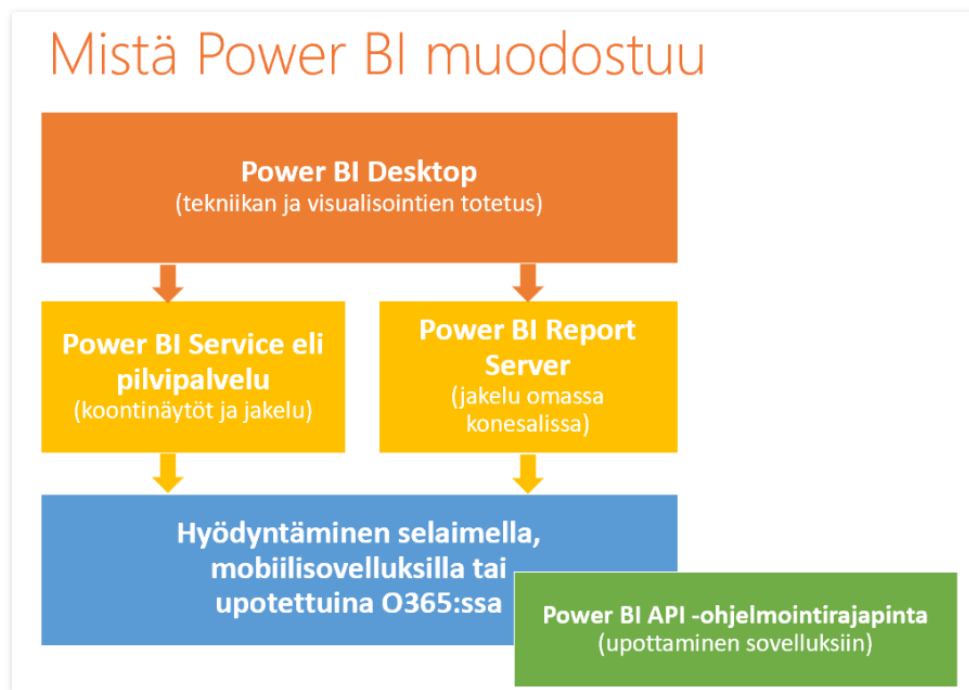 Mistä Power BI muodostuu
Power BI Desktop
(tekniikan ja visualisointien totetus)
Power BI Service eli
pilvipalvelu
(koontinäytöt ja jakelu)
Power BI Report
Server
(jakelu omassa
konesalissa)
Hyödyntäminen selaimella,
mobiilisovelluksilla tai
upotettuina O365:ssa
Power BI API -ohjelmointirajapinta
(upottaminen sovelluksiin)